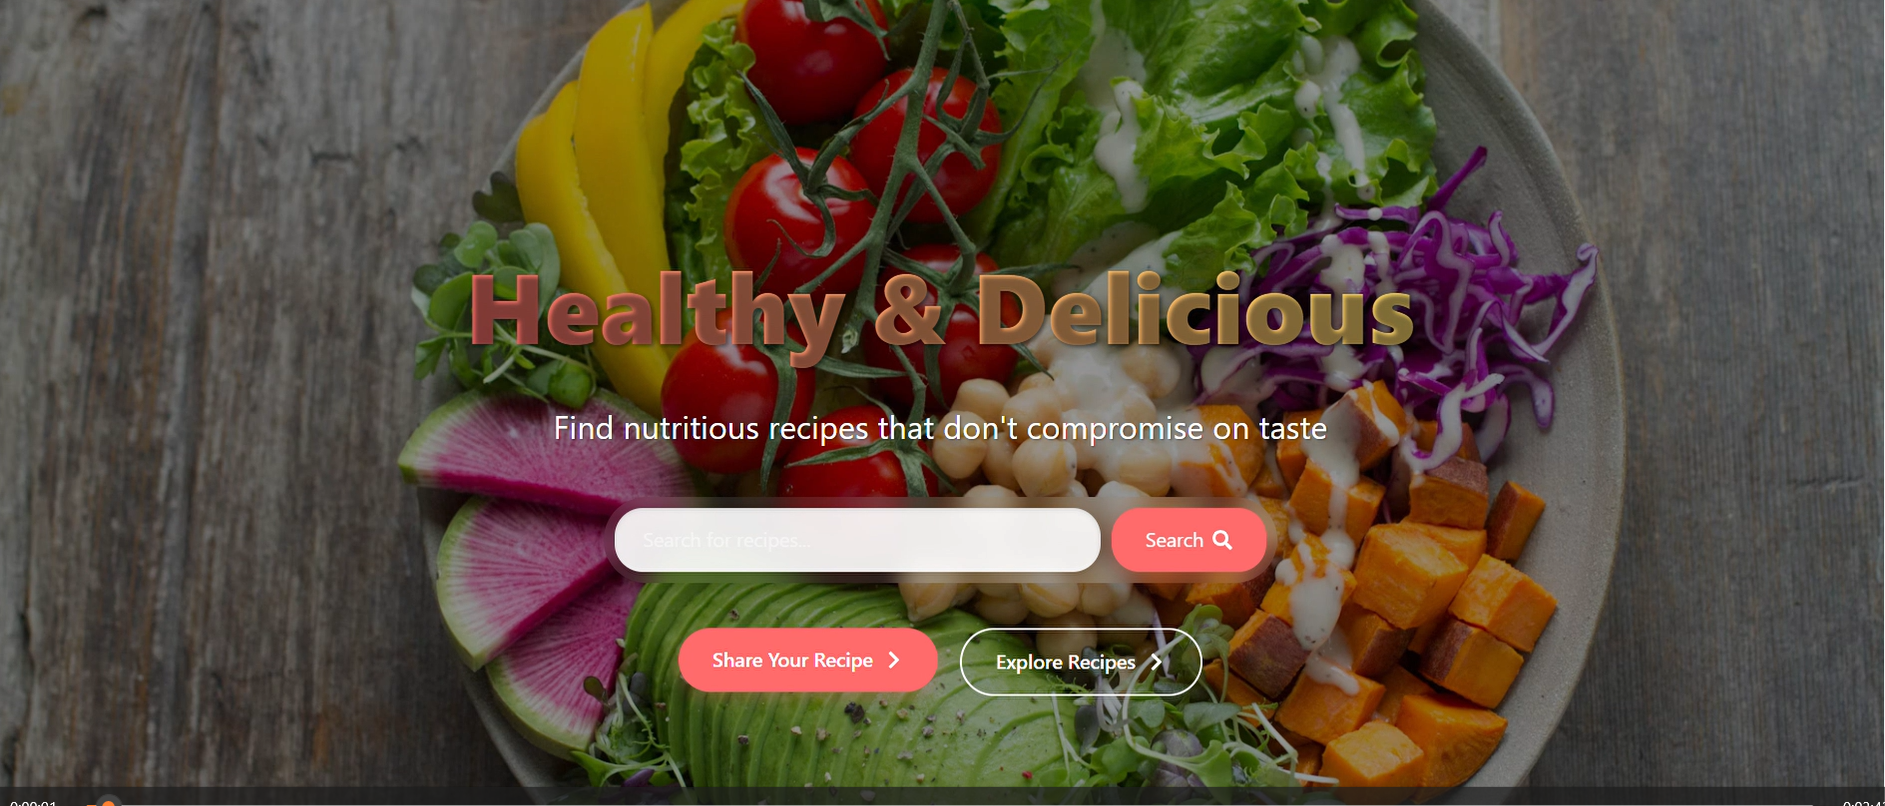 Healthy & Delicious
Find nutritious recipes that don't compromise on taste
Search for recipes...
Search
Share Your Recipe
Explore Recipes